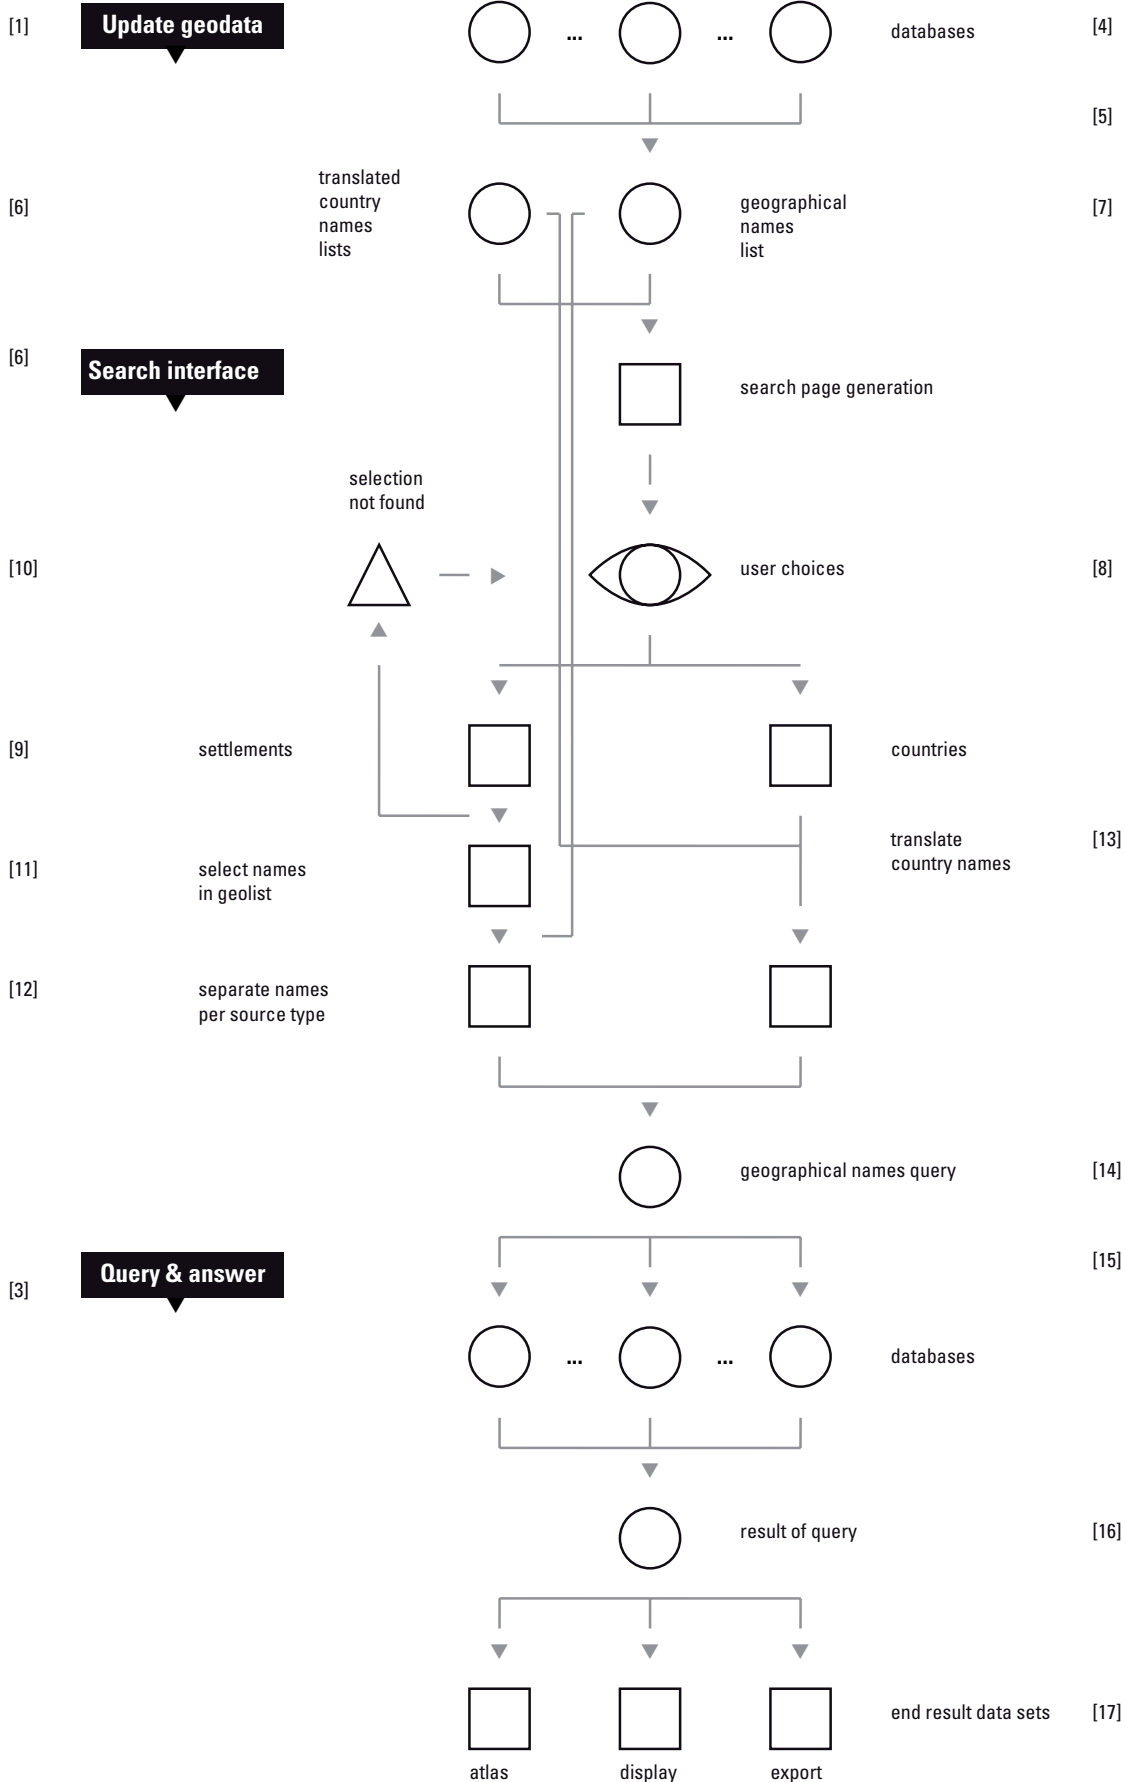 [1]
Update geodata
... ...
databases
[4]
[5]
[6]
translated
country
names
lists
geographical
names
list
[7]
[6]
Search interface
search page generation
selection
not found
[10]
user choices
[8]
[9]
settlements
countries
[11]
select names
in geolist
translate
country names
[13]
[12]
separate names
per source type
geographical names query
[14]
[15]
Query & answer
[3]
... ...
databases
result of query
[16]
end result data sets
[17]
atlas
display
export